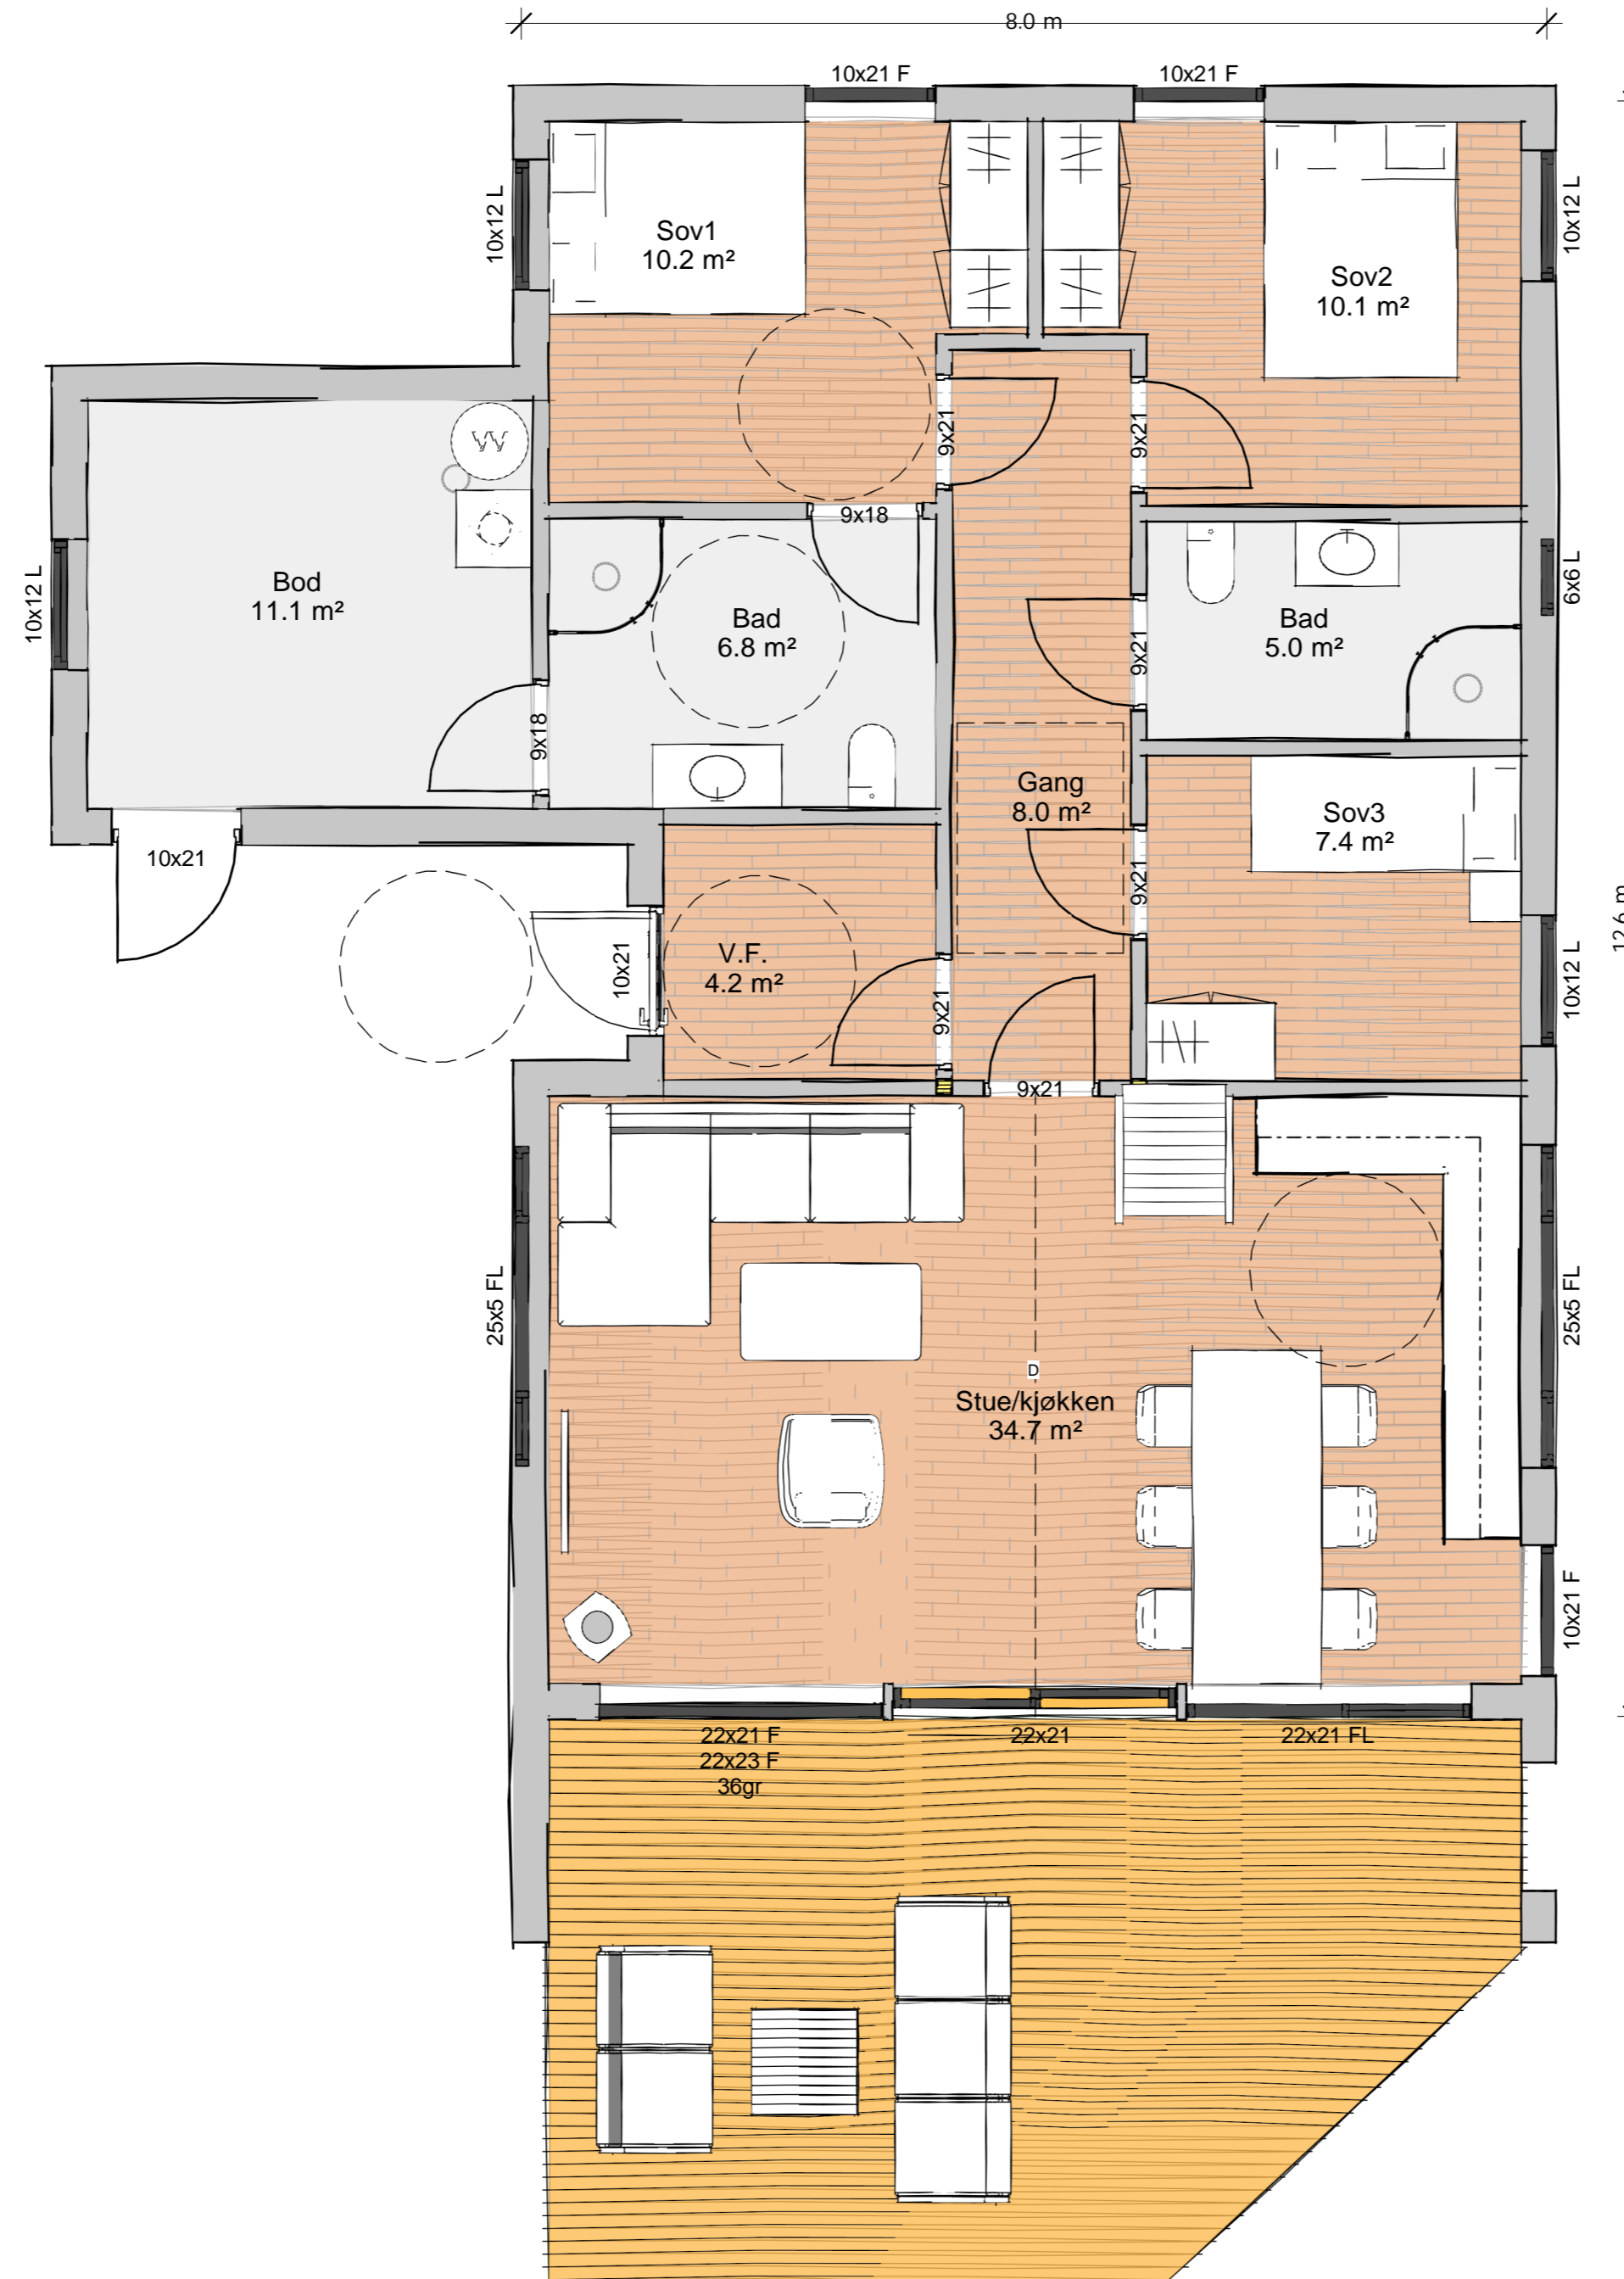 8.0 m
10x21 F
10x21 F
10x12 L
10x12 L
Sov1
10.2 m²
Sov2
10.1 m²
9x21
9x21
W
9x18
10x12 L
Bod
11.1 m²
Bad
6.8 m²
9x21
Bad
5.0 m²
6x6 L
9x18
Gang
8.0 m²
Sov3
7.4 m²
10x21
9x21
12.6 m
10x21
V.F.
4.2 m²
9x21
10x12 L
9x21
25x5 FL
25x5 FL
D
Stue/kjøkken
34.7 m²
10x21 F
22x21 F
22x23 F
36gr
22x21
22x21 FL